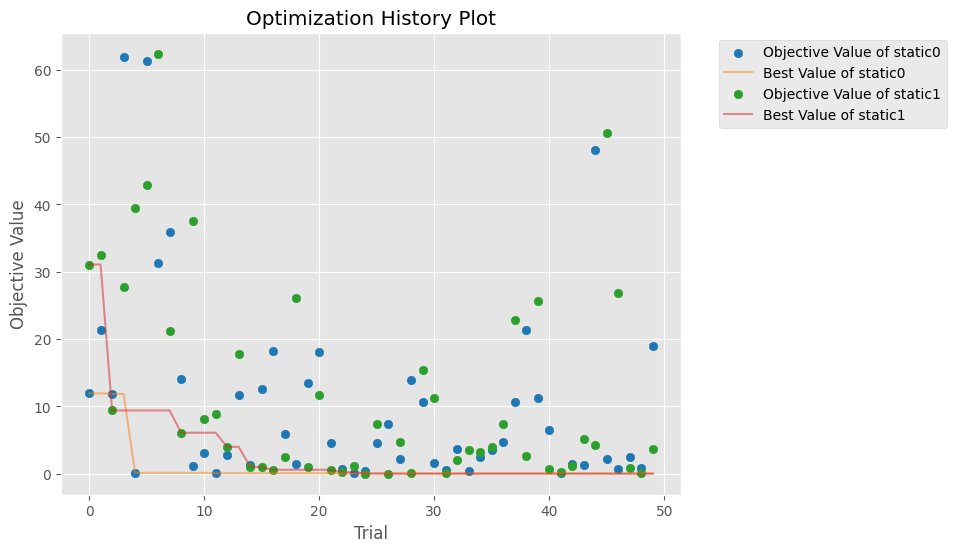 Optimization History Plot
Objective Value of static0
Best Value of static0
Objective Value of static1
Best Value of static1
Objective Value
60
50
40
30
20
10
0
0 10 20 30 40 50
Trial